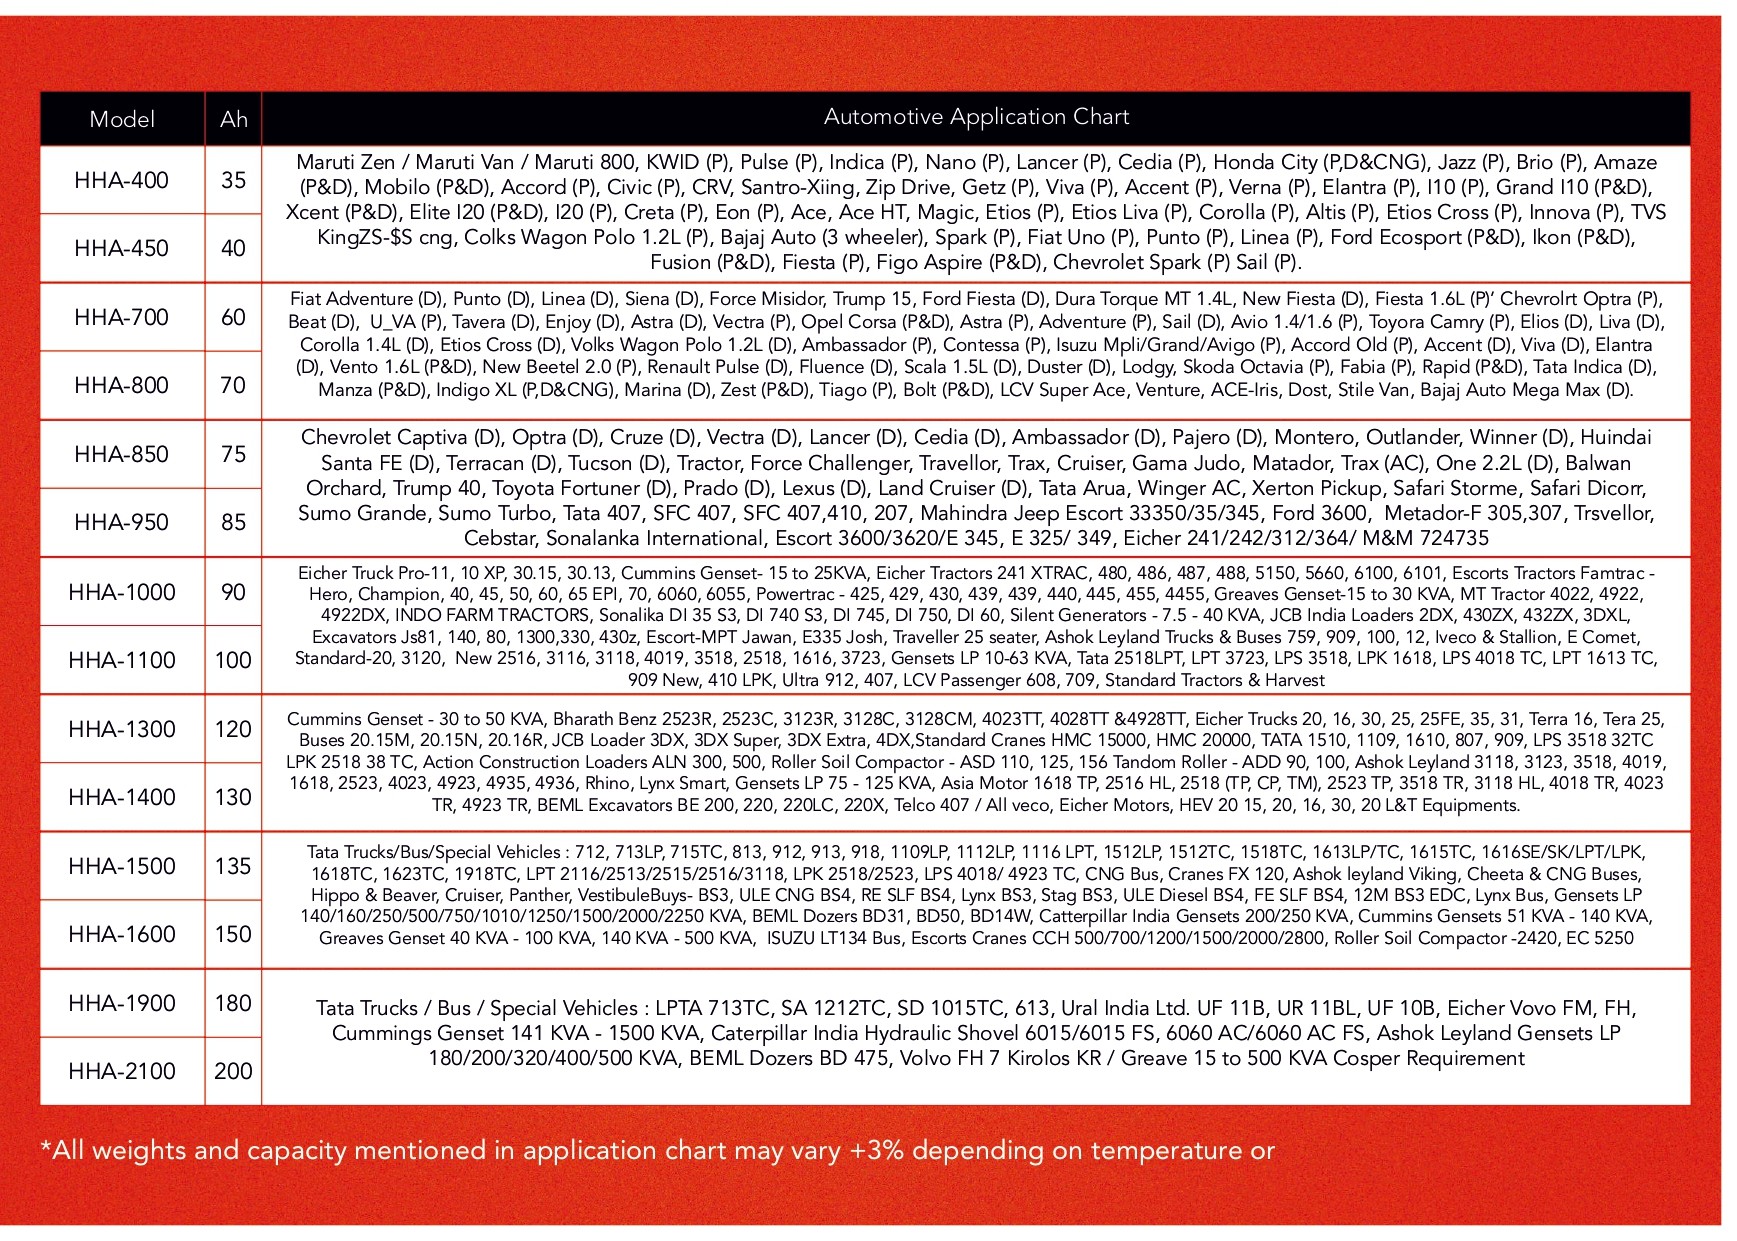 Model Ah Automotive Application Chart
HHA-400 35
HHA-450 40
Maruti Zen / Maruti Van / Maruti 800, KWID (P), Pulse (P), Indica (P), Nano (P), Lancer (P), Cedia (P), Honda City (P,D&CNG), Jazz (P), Brio (P), Amaze
(P&D), Mobilo (P&D), Accord (P), Civic (P), CRV, Santro-Xiing, Zip Drive, Getz (P), Viva (P), Accent (P), Verna (P), Elantra (P), I10 (P), Grand I10 (P&D),
Xcent (P&D), Elite I20 (P&D), I20 (P), Creta (P), Eon (P), Ace, Ace HT, Magic, Etios (P), Etios Liva (P), Corolla (P), Altis (P), Etios Cross (P), Innova (P), TVS
KingZS-$S cng, Colks Wagon Polo 1.2L (P), Bajaj Auto (3 wheeler), Spark (P), Fiat Uno (P), Punto (P), Linea (P), Ford Ecosport (P&D), Ikon (P&D),
Fusion (P&D), Fiesta (P), Figo Aspire (P&D), Chevrolet Spark (P) Sail (P).
HHA-700 60
HHA-800 70
Fiat Adventure (D), Punto (D), Linea (D), Siena (D), Force Misidor, Trump 15, Ford Fiesta (D), Dura Torque MT 1.4L, New Fiesta (D), Fiesta 1.6L (P)’ Chevrolrt Optra (P),
Beat (D), U_VA (P), Tavera (D), Enjoy (D), Astra (D), Vectra (P), Opel Corsa (P&D), Astra (P), Adventure (P), Sail (D), Avio 1.4/1.6 (P), Toyora Camry (P), Elios (D), Liva (D),
Corolla 1.4L (D), Etios Cross (D), Volks Wagon Polo 1.2L (D), Ambassador (P), Contessa (P), Isuzu Mpli/Grand/Avigo (P), Accord Old (P), Accent (D), Viva (D), Elantra
(D), Vento 1.6L (P&D), New Beetel 2.0 (P), Renault Pulse (D), Fluence (D), Scala 1.5L (D), Duster (D), Lodgy, Skoda Octavia (P), Fabia (P), Rapid (P&D), Tata Indica (D),
Manza (P&D), Indigo XL (P,D&CNG), Marina (D), Zest (P&D), Tiago (P), Bolt (P&D), LCV Super Ace, Venture, ACE-Iris, Dost, Stile Van, Bajaj Auto Mega Max (D).
HHA-850 75
HHA-950 85
Chevrolet Captiva (D), Optra (D), Cruze (D), Vectra (D), Lancer (D), Cedia (D), Ambassador (D), Pajero (D), Montero, Outlander, Winner (D), Huindai
Santa FE (D), Terracan (D), Tucson (D), Tractor, Force Challenger, Travellor, Trax, Cruiser, Gama Judo, Matador, Trax (AC), One 2.2L (D), Balwan
Orchard, Trump 40, Toyota Fortuner (D), Prado (D), Lexus (D), Land Cruiser (D), Tata Arua, Winger AC, Xerton Pickup, Safari Storme, Safari Dicorr,
Sumo Grande, Sumo Turbo, Tata 407, SFC 407, SFC 407,410, 207, Mahindra Jeep Escort 33350/35/345, Ford 3600, Metador-F 305,307, Trsvellor,
Cebstar, Sonalanka International, Escort 3600/3620/E 345, E 325/ 349, Eicher 241/242/312/364/ M&M 724735
HHA-1000 90
HHA-1100 100
Eicher Truck Pro-11, 10 XP, 30.15, 30.13, Cummins Genset- 15 to 25KVA, Eicher Tractors 241 XTRAC, 480, 486, 487, 488, 5150, 5660, 6100, 6101, Escorts Tractors Famtrac -
Hero, Champion, 40, 45, 50, 60, 65 EPI, 70, 6060, 6055, Powertrac - 425, 429, 430, 439, 439, 440, 445, 455, 4455, Greaves Genset-15 to 30 KVA, MT Tractor 4022, 4922,
4922DX, INDO FARM TRACTORS, Sonalika DI 35 S3, DI 740 S3, DI 745, DI 750, DI 60, Silent Generators - 7.5 - 40 KVA, JCB India Loaders 2DX, 430ZX, 432ZX, 3DXL,
Excavators Js81, 140, 80, 1300,330, 430z, Escort-MPT Jawan, E335 Josh, Traveller 25 seater, Ashok Leyland Trucks & Buses 759, 909, 100, 12, Iveco & Stallion, E Comet,
Standard-20, 3120, New 2516, 3116, 3118, 4019, 3518, 2518, 1616, 3723, Gensets LP 10-63 KVA, Tata 2518LPT, LPT 3723, LPS 3518, LPK 1618, LPS 4018 TC, LPT 1613 TC,
909 New, 410 LPK, Ultra 912, 407, LCV Passenger 608, 709, Standard Tractors & Harvest
HHA-1300 120
HHA-1400 130
Cummins Genset - 30 to 50 KVA, Bharath Benz 2523R, 2523C, 3123R, 3128C, 3128CM, 4023TT, 4028TT &4928TT, Eicher Trucks 20, 16, 30, 25, 25FE, 35, 31, Terra 16, Tera 25,
Buses 20.15M, 20.15N, 20.16R, JCB Loader 3DX, 3DX Super, 3DX Extra, 4DX,Standard Cranes HMC 15000, HMC 20000, TATA 1510, 1109, 1610, 807, 909, LPS 3518 32TC
LPK 2518 38 TC, Action Construction Loaders ALN 300, 500, Roller Soil Compactor - ASD 110, 125, 156 Tandom Roller - ADD 90, 100, Ashok Leyland 3118, 3123, 3518, 4019,
1618, 2523, 4023, 4923, 4935, 4936, Rhino, Lynx Smart, Gensets LP 75 - 125 KVA, Asia Motor 1618 TP, 2516 HL, 2518 (TP, CP, TM), 2523 TP, 3518 TR, 3118 HL, 4018 TR, 4023
TR, 4923 TR, BEML Excavators BE 200, 220, 220LC, 220X, Telco 407 / All veco, Eicher Motors, HEV 20 15, 20, 16, 30, 20 L&T Equipments.
HHA-1500 135
HHA-1600 150
Tata Trucks/Bus/Special Vehicles : 712, 713LP, 715TC, 813, 912, 913, 918, 1109LP, 1112LP, 1116 LPT, 1512LP, 1512TC, 1518TC, 1613LP/TC, 1615TC, 1616SE/SK/LPT/LPK,
1618TC, 1623TC, 1918TC, LPT 2116/2513/2515/2516/3118, LPK 2518/2523, LPS 4018/ 4923 TC, CNG Bus, Cranes FX 120, Ashok leyland Viking, Cheeta & CNG Buses,
Hippo & Beaver, Cruiser, Panther, VestibuleBuys- BS3, ULE CNG BS4, RE SLF BS4, Lynx BS3, Stag BS3, ULE Diesel BS4, FE SLF BS4, 12M BS3 EDC, Lynx Bus, Gensets LP
140/160/250/500/750/1010/1250/1500/2000/2250 KVA, BEML Dozers BD31, BD50, BD14W, Catterpillar India Gensets 200/250 KVA, Cummins Gensets 51 KVA - 140 KVA,
Greaves Genset 40 KVA - 100 KVA, 140 KVA - 500 KVA, ISUZU LT134 Bus, Escorts Cranes CCH 500/700/1200/1500/2000/2800, Roller Soil Compactor -2420, EC 5250
HHA-1900 180
HHA-2100 200
Tata Trucks / Bus / Special Vehicles : LPTA 713TC, SA 1212TC, SD 1015TC, 613, Ural India Ltd. UF 11B, UR 11BL, UF 10B, Eicher Vovo FM, FH,
Cummings Genset 141 KVA - 1500 KVA, Caterpillar India Hydraulic Shovel 6015/6015 FS, 6060 AC/6060 AC FS, Ashok Leyland Gensets LP
180/200/320/400/500 KVA, BEML Dozers BD 475, Volvo FH 7 Kirolos KR / Greave 15 to 500 KVA Cosper Requirement
*All weights and capacity mentioned in application chart may vary +3% depending on temperature or